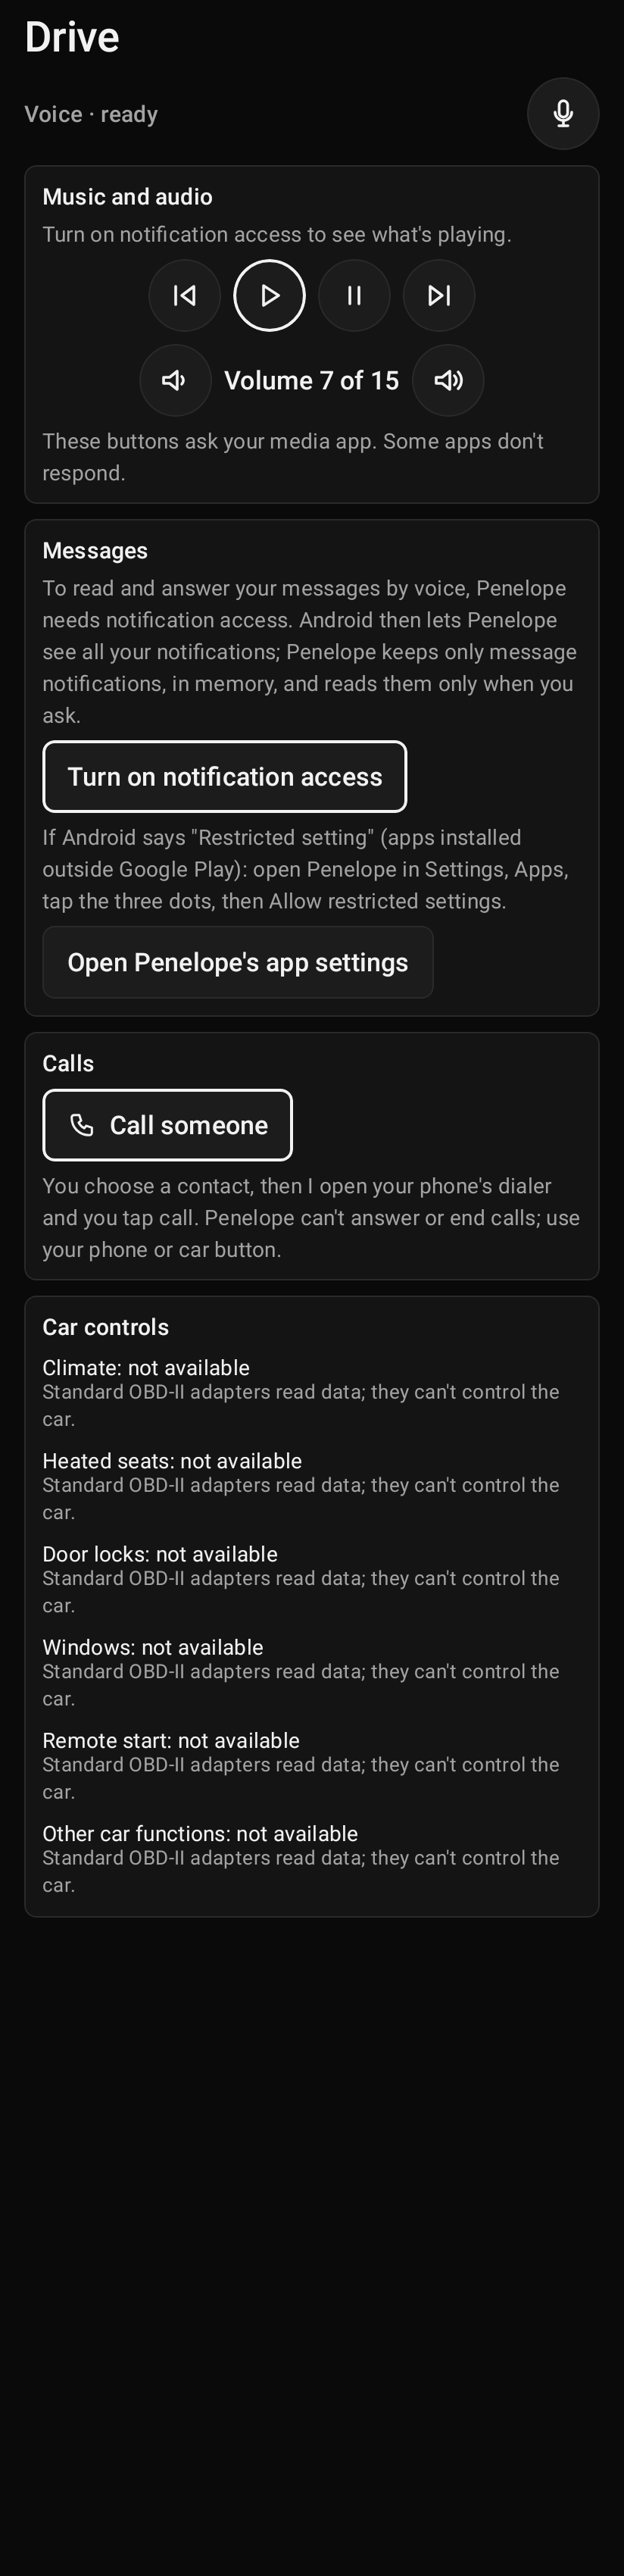 Drive
Voice · ready
Music and audio
Turn on notification access to see what's playing.
Volume 7 of 15
These buttons ask your media app. Some apps don't
respond.
Messages
To read and answer your messages by voice, Penelope
needs notification access. Android then lets Penelope
see all your notifications; Penelope keeps only message
notifications, in memory, and reads them only when you
ask.
Turn on notification access
If Android says "Restricted setting" (apps installed
outside Google Play): open Penelope in Settings, Apps,
tap the three dots, then Allow restricted settings.
Open Penelope's app settings
Calls
Call someone
You choose a contact, then I open your phone's dialer
and you tap call. Penelope can't answer or end calls; use
your phone or car button.
Car controls
Climate: not available
Standard OBD-II adapters read data; they can't control the
car.
Heated seats: not available
Standard OBD-II adapters read data; they can't control the
car.
Door locks: not available
Standard OBD-II adapters read data; they can't control the
car.
Windows: not available
Standard OBD-II adapters read data; they can't control the
car.
Remote start: not available
Standard OBD-II adapters read data; they can't control the
car.
Other car functions: not available
Standard OBD-II adapters read data; they can't control the
car.